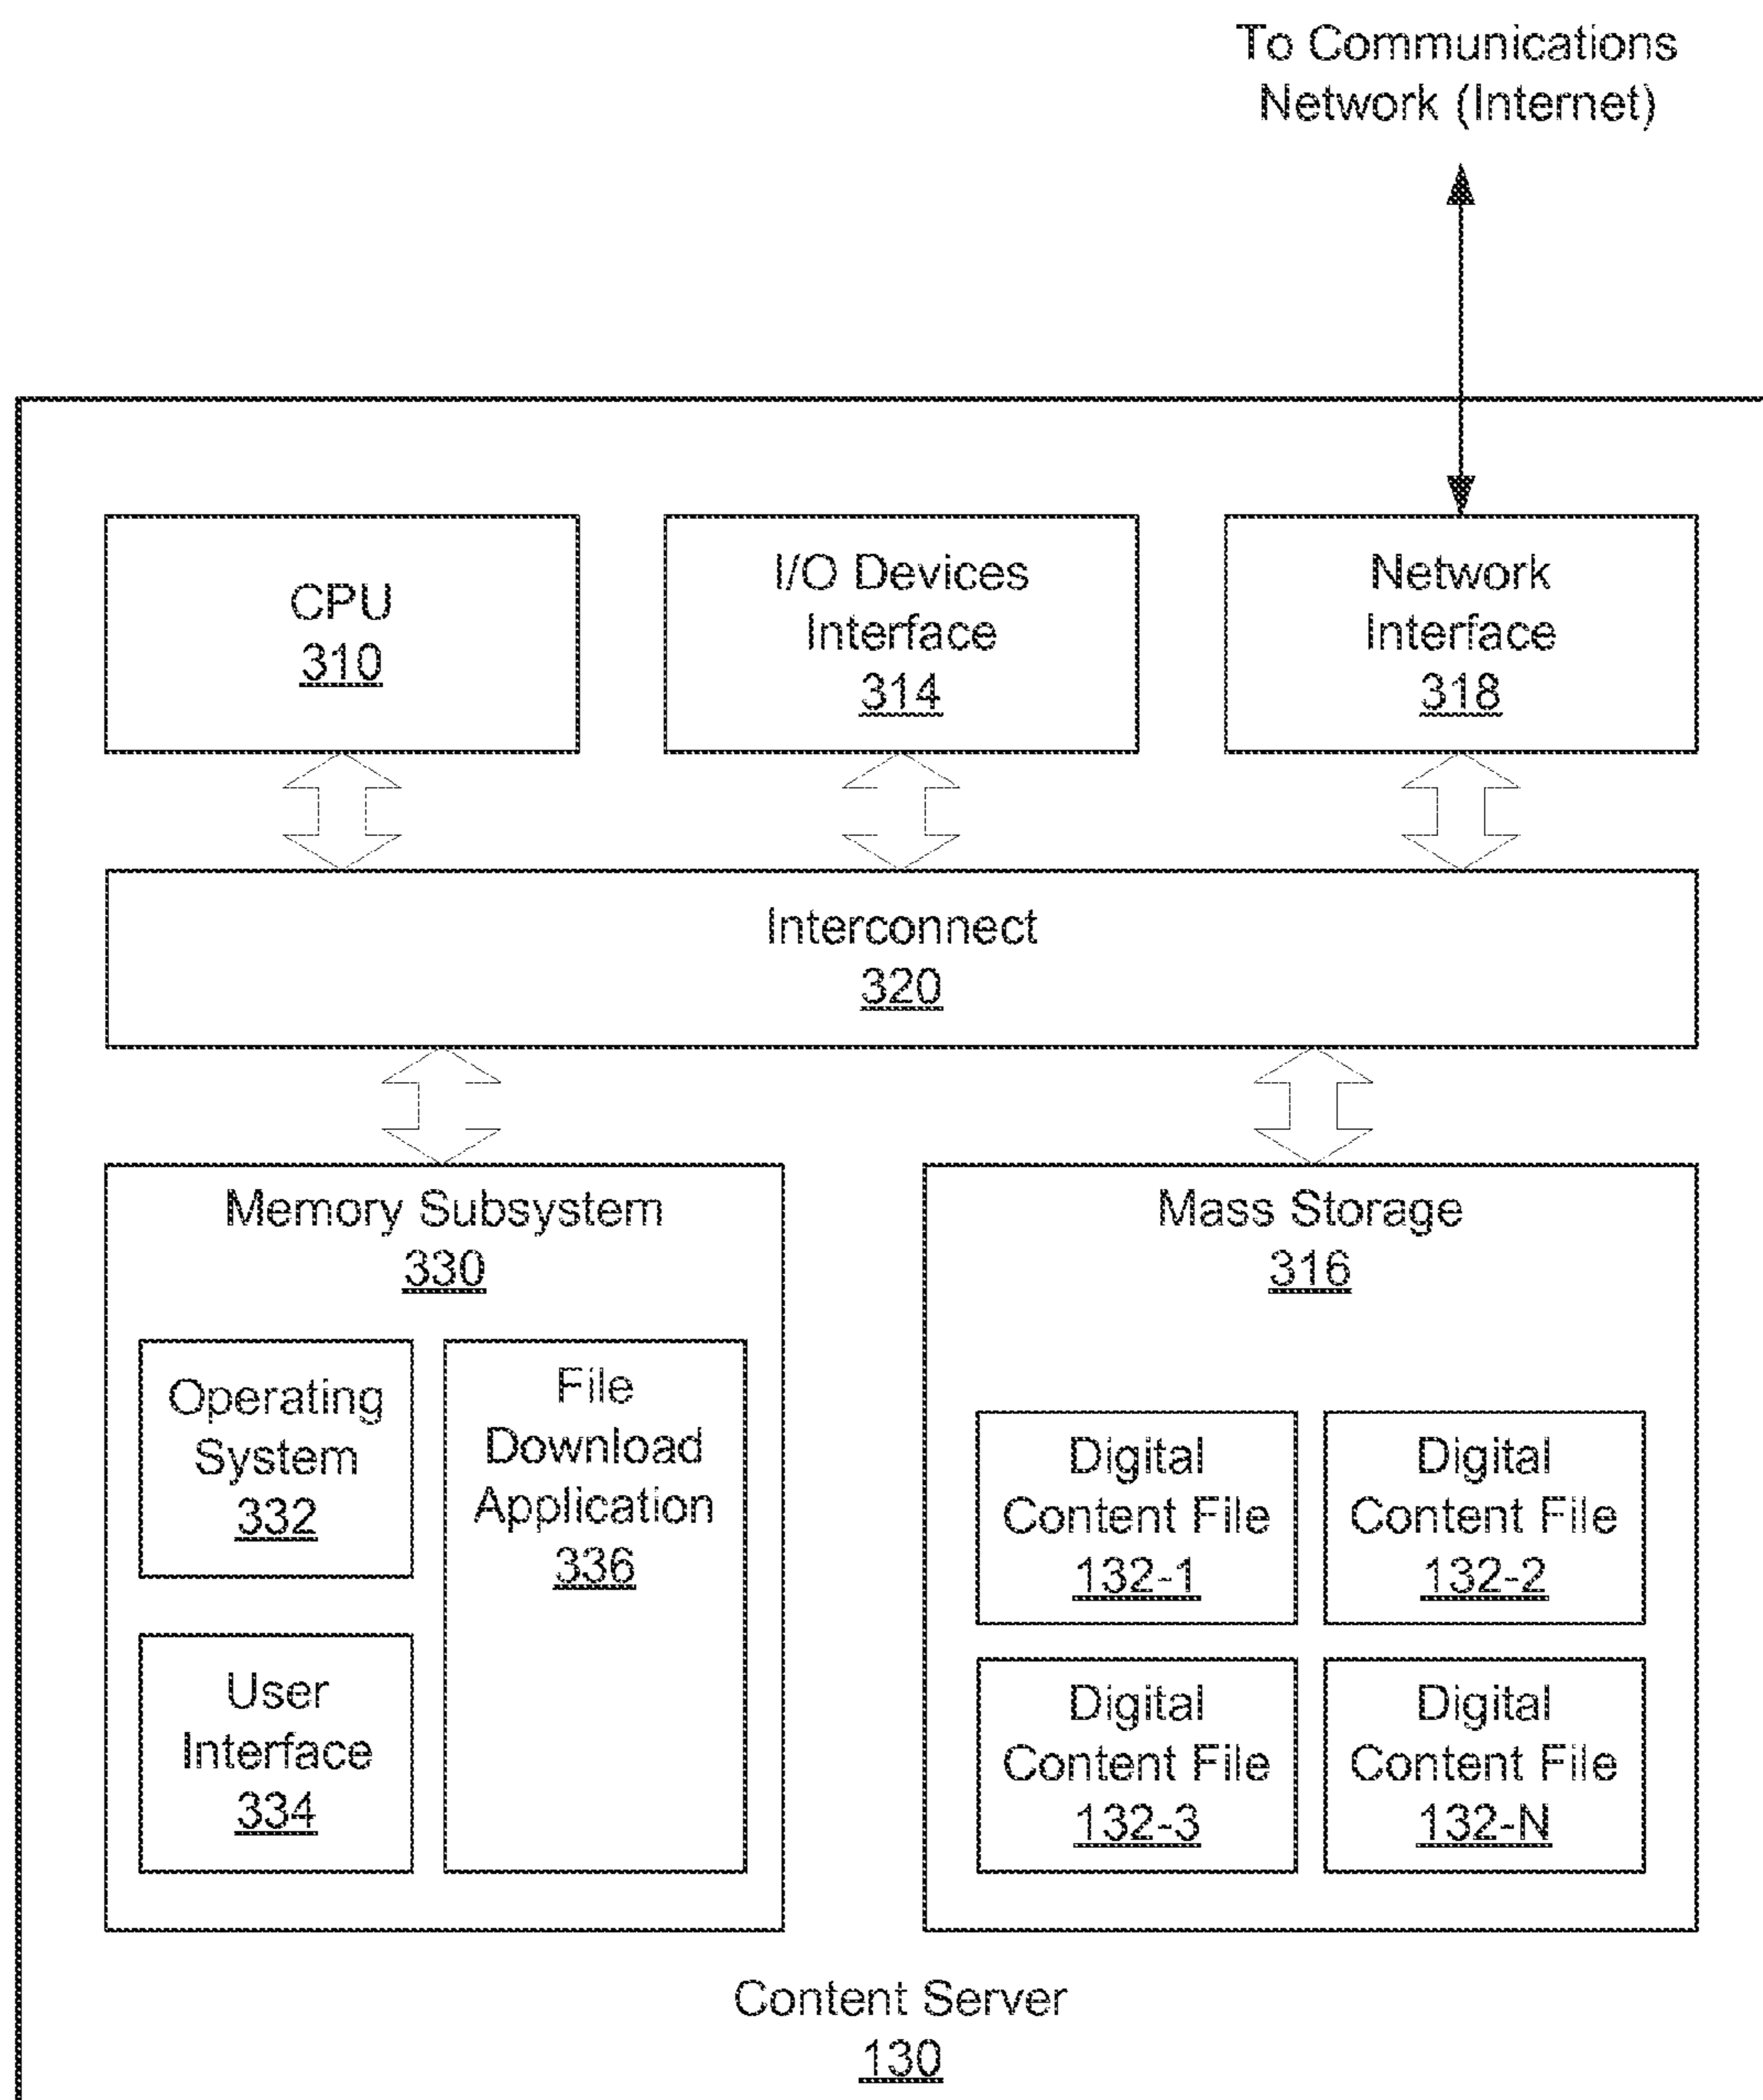 To Communications
Network (Internet)
CPU
310
I/O Devices
Interface
314
Network
Interface
318
Interconnect
320
Memory Subsystem
330
Operating
System
332
File
Download
Application
336
User
Interface
334
Mass Storage
316
Digital
Content File
132-1
Digital
Content File
132-2
Digital
Content File
132-3
Digital
Content File
132-N
Content Server
130